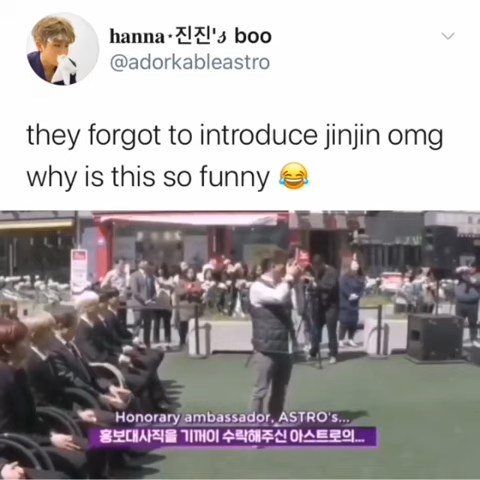 hanna·진진'𝓈 boo
@adorkableastro
they forgot to introduce jinjin omg
why is this so funny 😂
Honorary ambassador, ASTRO's...
홍보대사직을 기꺼이 수락해주신 아스트로의...